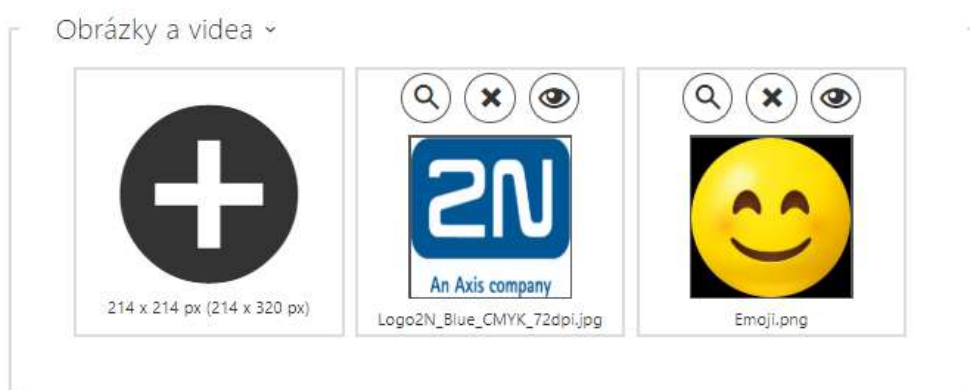 Obrázky a videa
214 x 214 px (214 x 320 px)
2N
An Axis company
Logo2N_Blue_CMYK_72dpi.jpg
Emoji.png